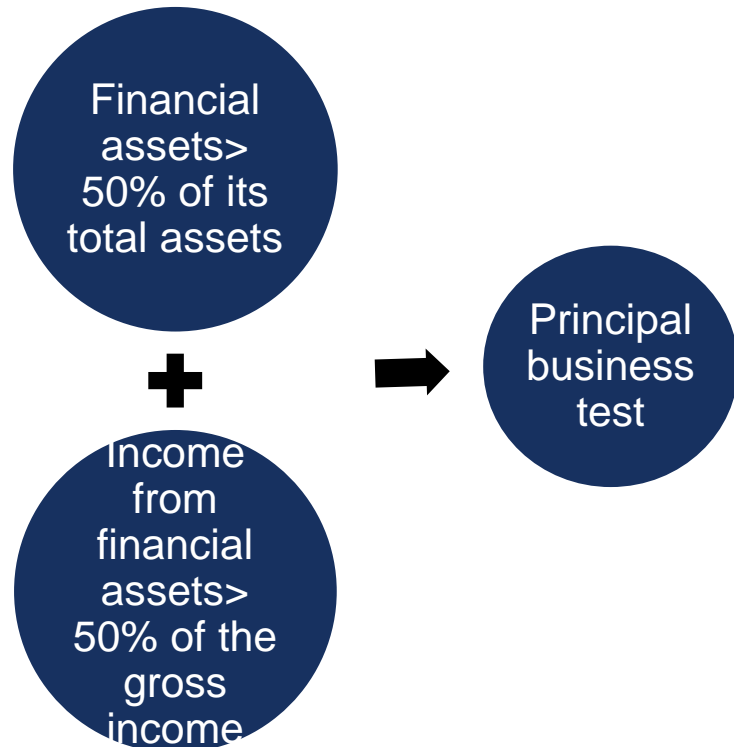 Financial
assets>
50% of its
total assets
Income
from
financial
assets>
50% of the
gross
income
Principal
business
test